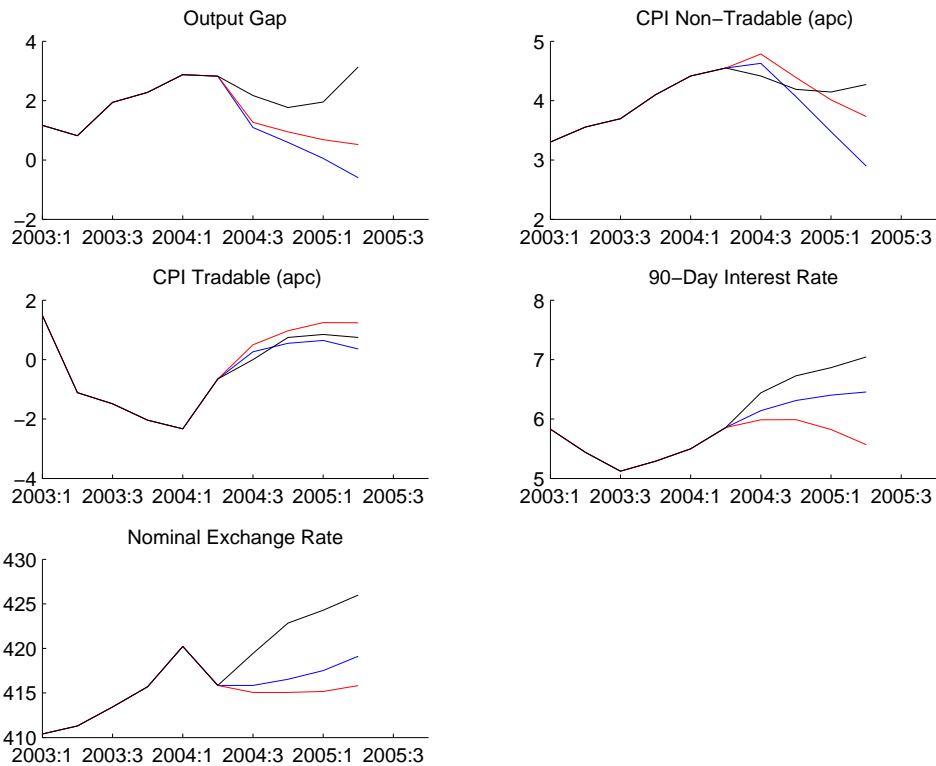 Output Gap
4
2
0
−2
2003:1 2003:3 2004:1 2004:3 2005:1 2005:3
CPI Non−Tradable (apc)
5
4
3
2
2003:1 2003:3 2004:1 2004:3 2005:1 2005:3
CPI Tradable (apc)
2
0
−2
−4
2003:1 2003:3 2004:1 2004:3 2005:1 2005:3
90−Day Interest Rate
8
7
6
5
2003:1 2003:3 2004:1 2004:3 2005:1 2005:3
Nominal Exchange Rate
430
425
420
415
410
2003:1 2003:3 2004:1 2004:3 2005:1 2005:3